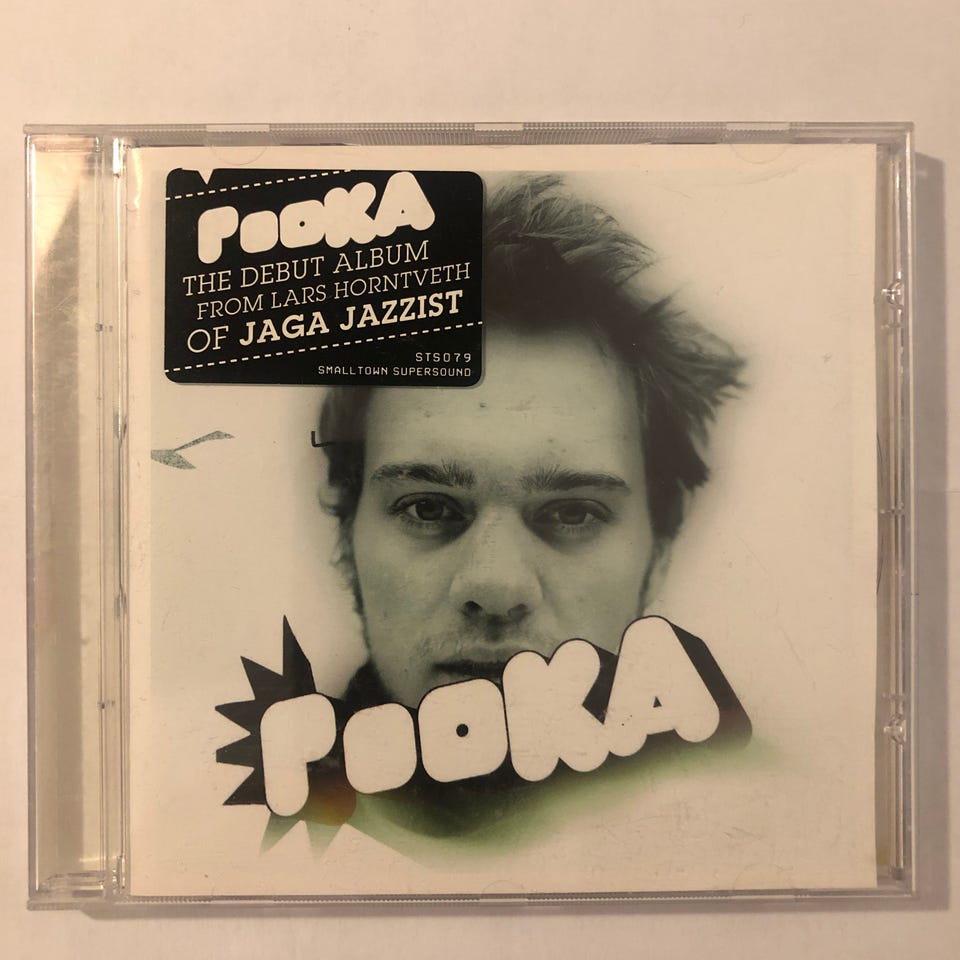 POOKA
THE DEBUT ALBUM
FROM LARS HORNTVETH
OF JAGA JAZZIST
STS079
SMALLTOWN SUPERSOUND
POOKA